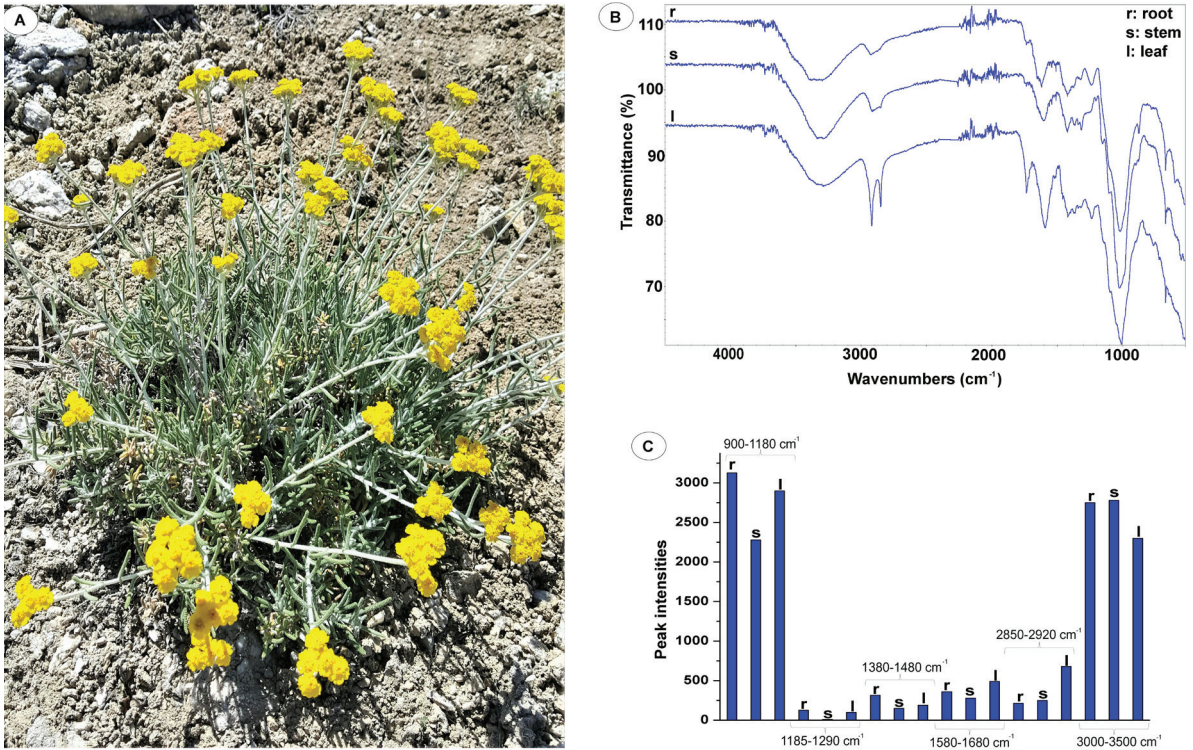 A
B
r
s
l
r: root
s: stem
l: leaf
110
100
90
80
70
Transmittance (%)
4000 3000 2000 1000
Wavenumbers (cm⁻¹)
C
900-1180 cm⁻¹
r s l
r s l
1380-1480 cm⁻¹
r s l
r s l
2850-2920 cm⁻¹
r s l
r s l
3000
2500
2000
1500
1000
500
0
Peak intensities
1185-1290 cm⁻¹
1580-1680 cm⁻¹
3000-3500 cm⁻¹